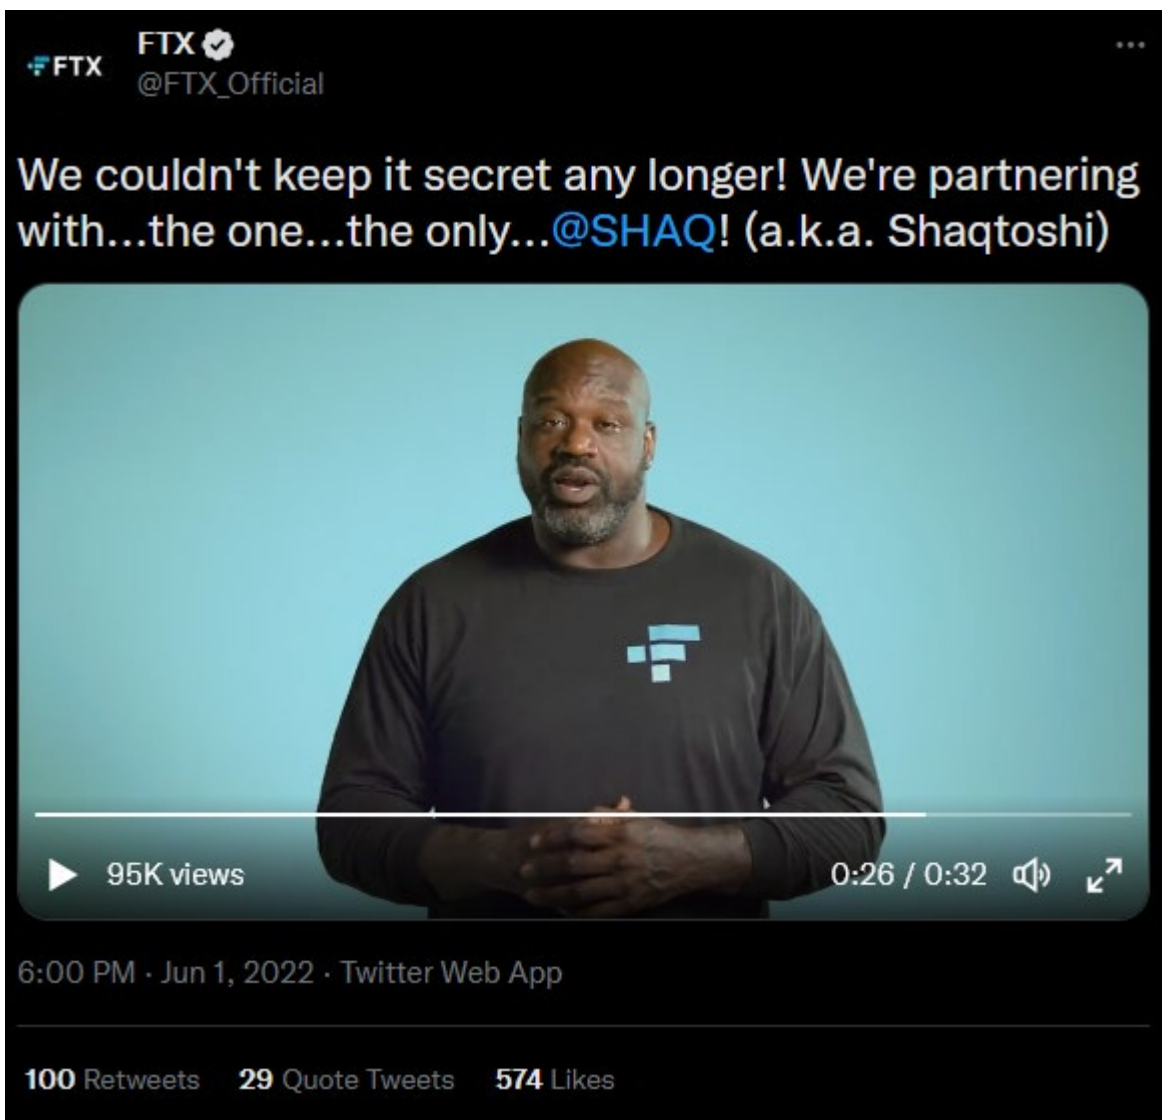 FTX
FTX
@FTX_Official
We couldn't keep it secret any longer! We're partnering
with...the one...the only...@SHAQ! (a.k.a. Shaqtoshi)
95K views
0:26 / 0:32
6:00 PM · Jun 1, 2022 · Twitter Web App
100 Retweets 29 Quote Tweets 574 Likes